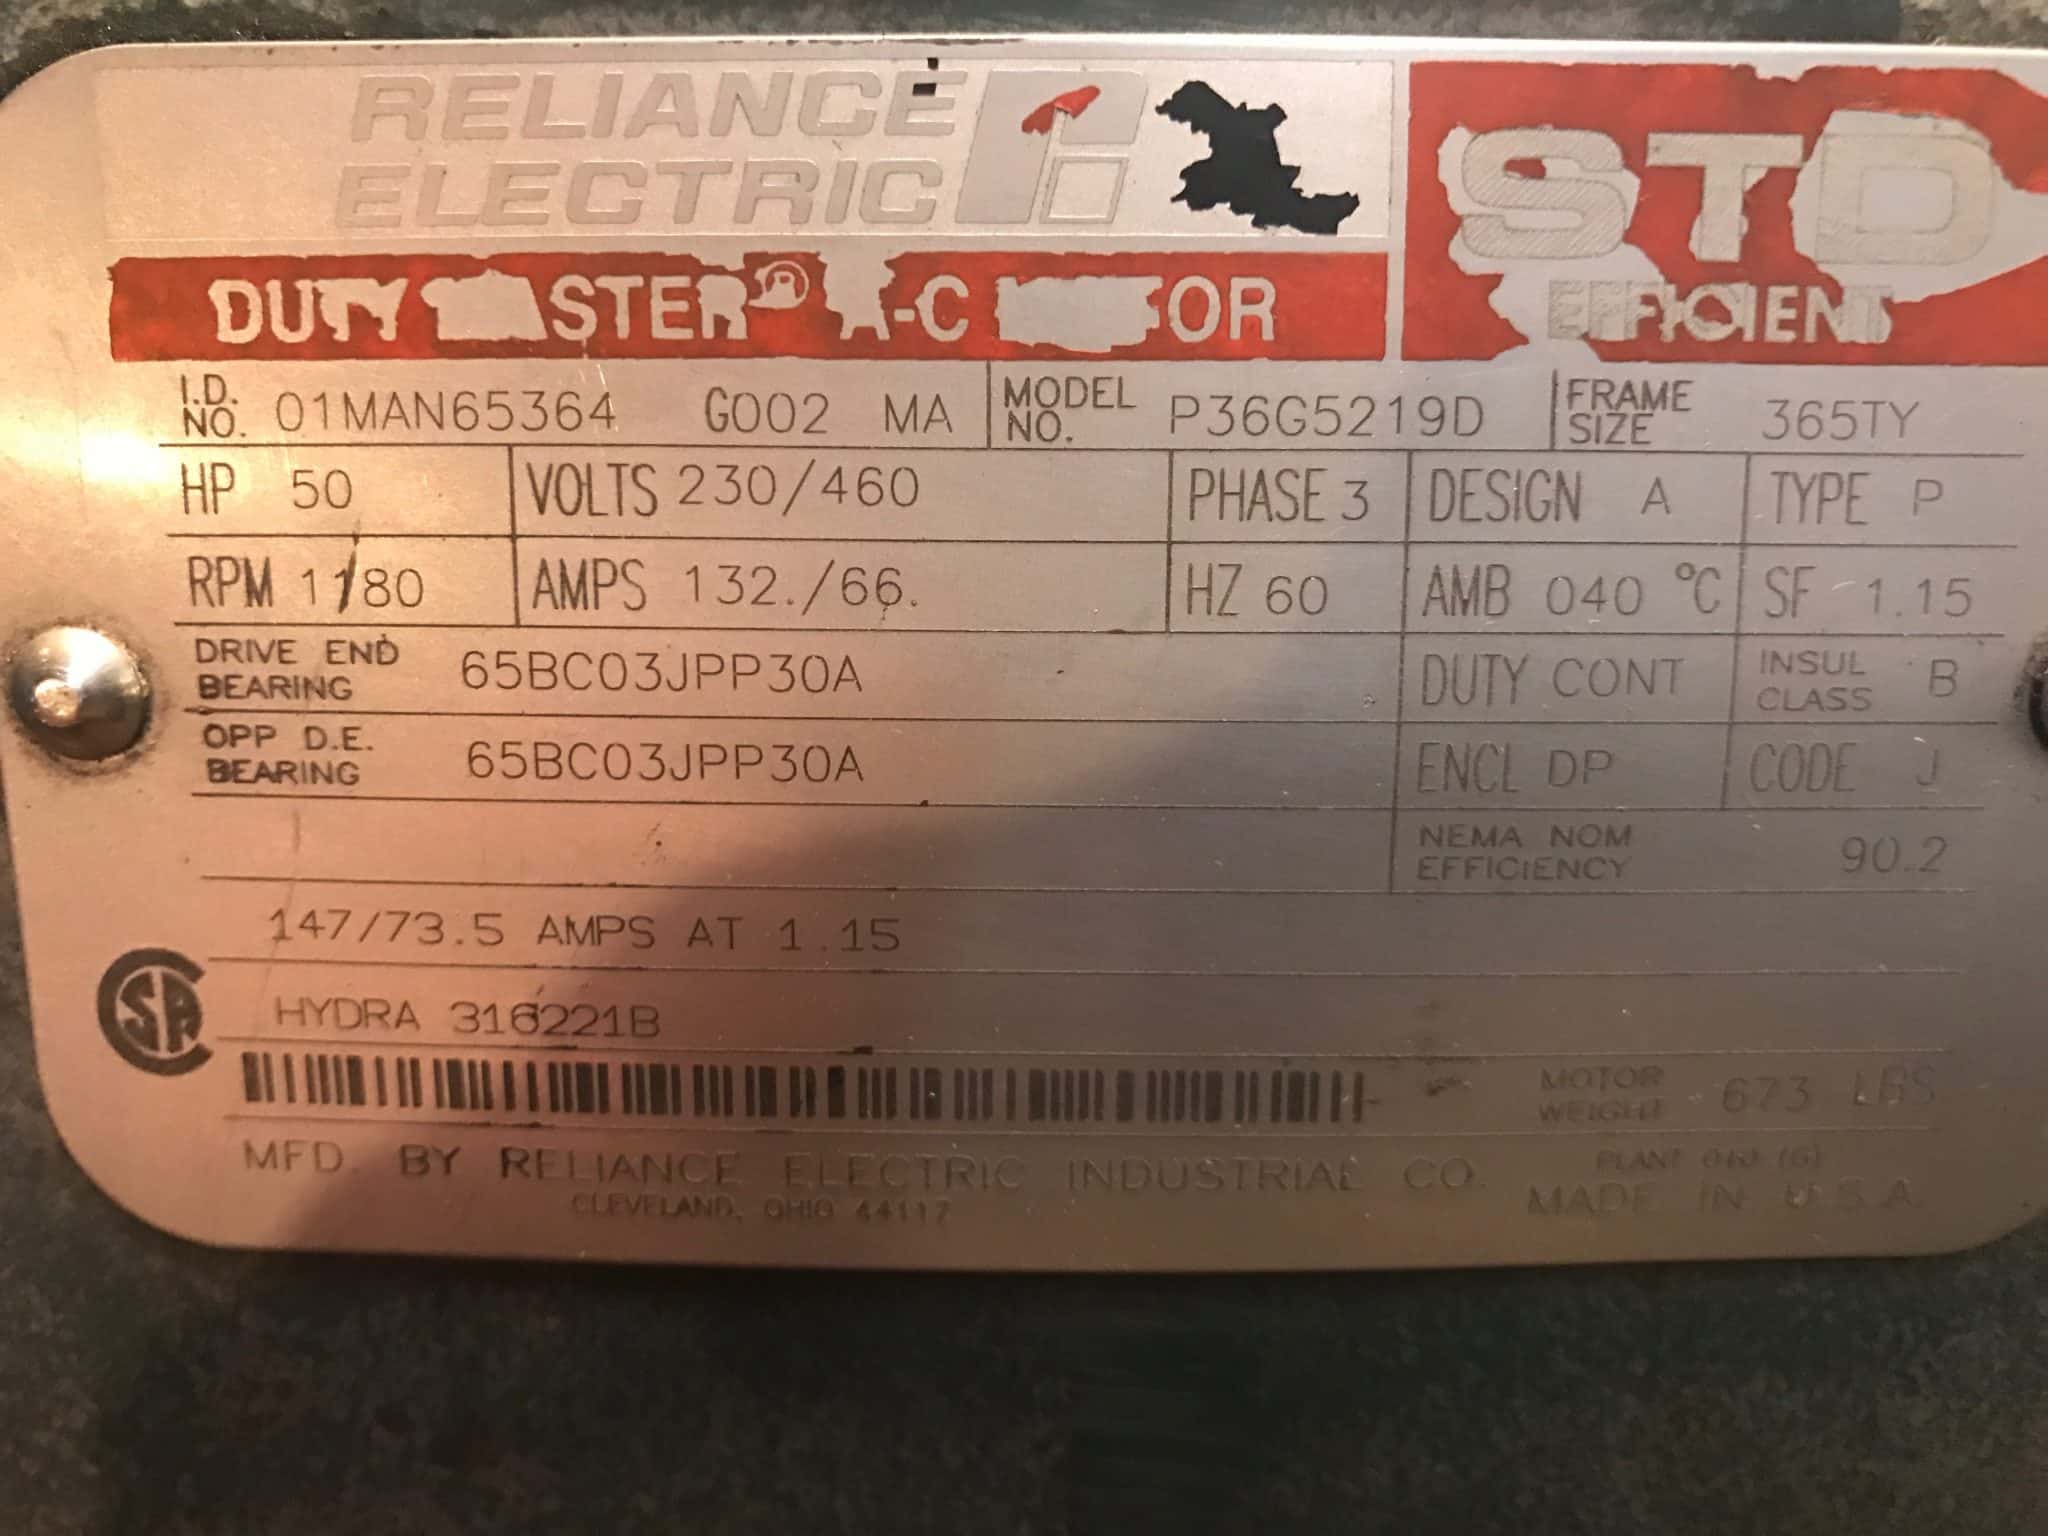 RELIANCE
ELECTRIC
DUTY MASTER® A-C MOTOR
STD
EFFICIENT
I.D. NO. 01MAN65364 G002 MA MODEL NO. P36G5219D FRAME SIZE 365TY
HP 50 VOLTS 230/460 PHASE 3 DESIGN A TYPE P
RPM 1180 AMPS 132./66. HZ 60 AMB 040 °C SF 1.15
DRIVE END BEARING 65BC03JPP30A DUTY CONT INSUL CLASS B
OPP D.E. BEARING 65BC03JPP30A ENCL DP CODE J
NEMA NOM EFFICIENCY 90.2
147/73.5 AMPS AT 1.15
HYDRA 316221B
CSA
MOTOR WEIGHT 673 LBS
MFD. BY RELIANCE ELECTRIC INDUSTRIAL CO.
CLEVELAND, OHIO 44117
PLANT
MADE IN U.S.A.